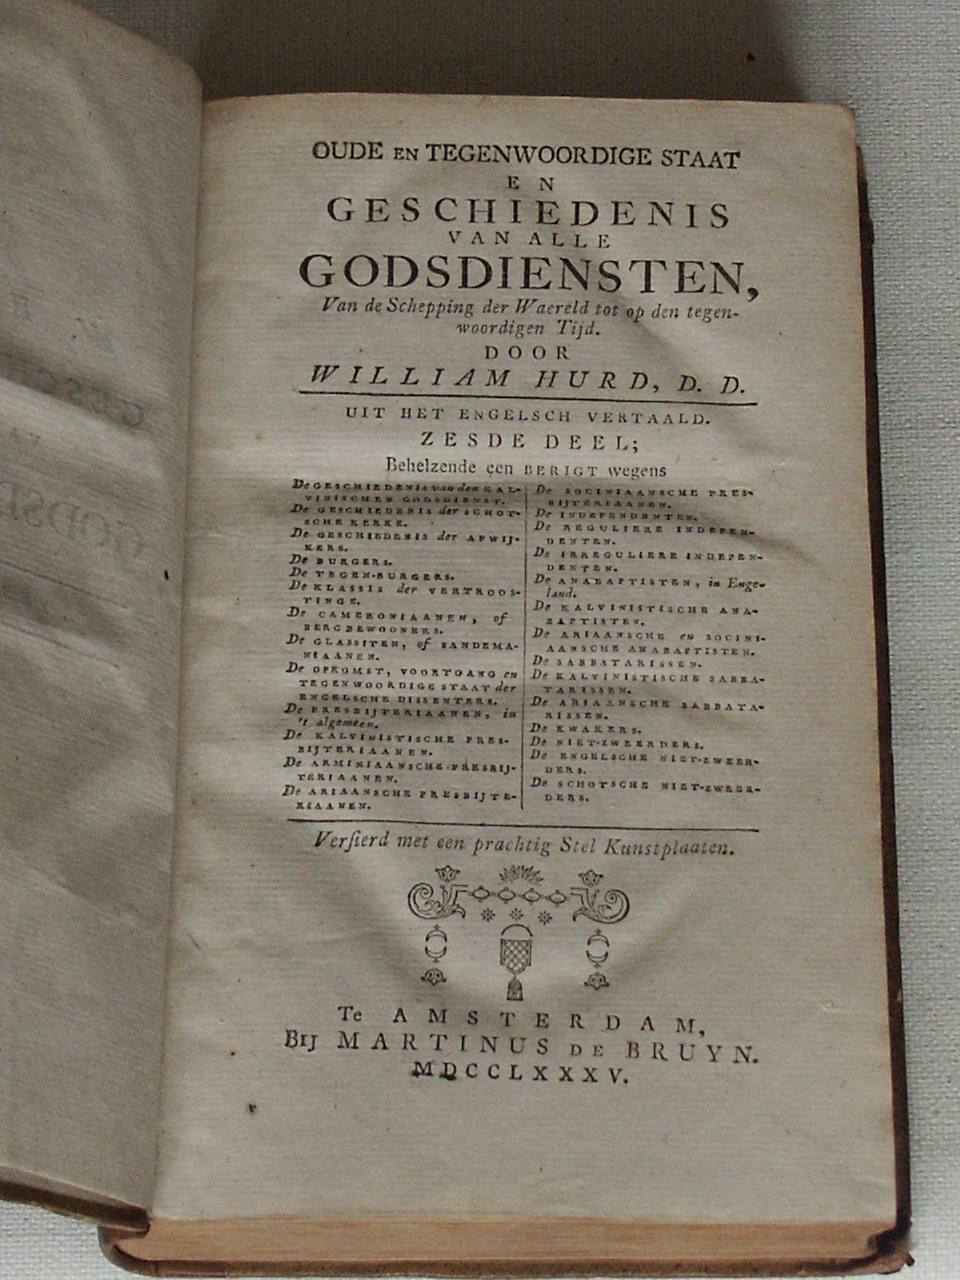 OUDE EN TEGENWOORDIGE STAAT
EN
GESCHIEDENIS
VAN ALLE
GODSDIENSTEN,
Van de Schepping der Waereld tot op den tegen-
woordigen Tijd.
DOOR
WILLIAM HURD, D. D.
UIT HET ENGELSCH VERTAALD.
ZESDE DEEL;
Behelzende een BERIGT wegens
De GESCHIEDENIS van den KAL-
VINISCHEN GODSDIENST.
De GESCHIEDENIS der SCHOT-
SCHE KERKE.
De GESCHIEDENIS der AFWIJ-
KERS.
De BURGERS.
De TEGEN-BURGERS.
De KLASSIS der VERTROOS-
TINGE.
De CAMERONIAANEN, of
BERGBEWOONERS.
De GLASSITEN, of SANDEMA-
NIAANEN.
De OPKOMST, VOORTGANG en
TEGENWOORDIGE STAAT der
ENGELSCHE DISSENTERS.
De PRESBIJTERIAANEN, in
't algemeen.
De KALVINISTISCHE PRES-
BIJTERIAANEN.
De ARMINIAANSCHE PRESBIJ-
TERIAANEN.
De ARIAANSCHE PRESBIJTE-
RIAANEN.
De SOCINIAANSCHE PRES-
BIJTERIAANEN.
De INDEPENDENTEN.
De REGULIERE INDEPEN-
DENTEN.
De IRREGULIERE INDEPEN-
DENTEN.
De ANABAPTISTEN, in Enge-
land.
De KALVINISTISCHE ANA-
BAPTISTEN.
De ARIAANSCHE en SOCINI-
AANSCHE ANABAPTISTEN.
De SABBATARISSEN.
De KALVINISTISCHE SABBA-
TARISSEN.
De ARIAANSCHE SABBATA-
RISSEN.
De KWAKERS.
De NIET-ZWEERDERS.
De ENGELSCHE NIET-ZWEER-
DERS.
De SCHOTSCHE NIET-ZWEER-
DERS.
Versierd met een prachtig Stel Kunstplaaten.
Te AMSTERDAM,
Bij MARTINUS DE BRUYN.
MDCCLXXXV.